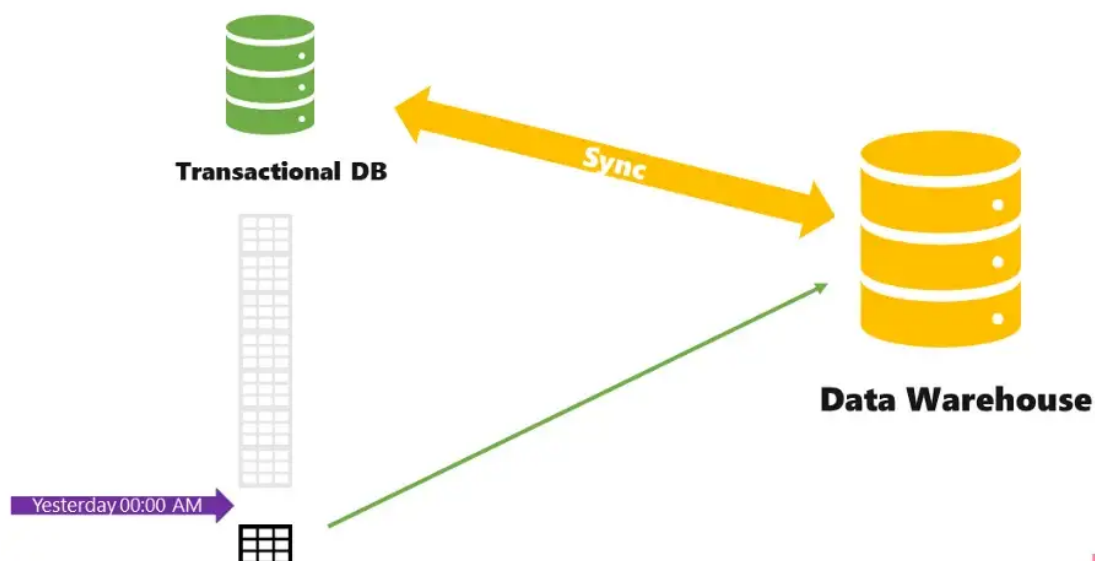 Transactional DB
Sync
Data Warehouse
Yesterday 00:00 AM